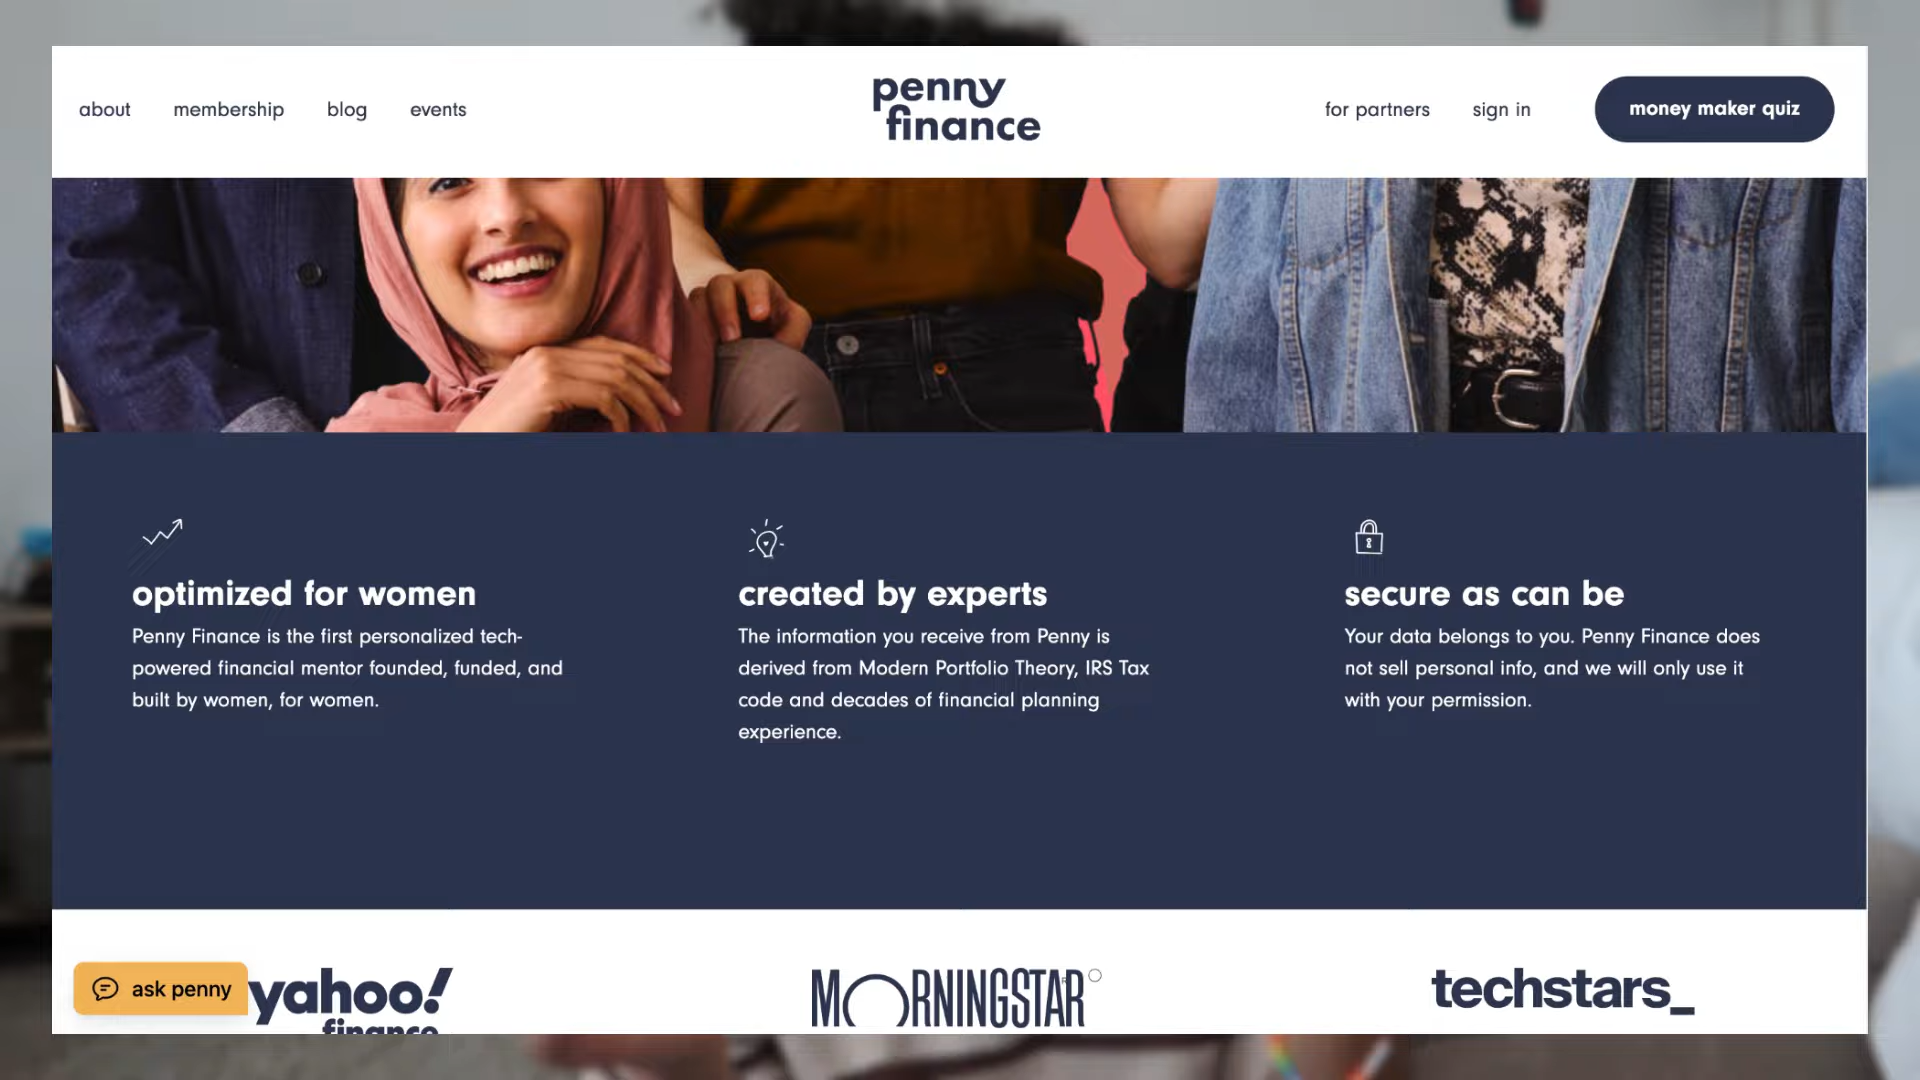 about
membership
blog
events
penny
finance
for partners
sign in
money maker quiz
optimized for women
Penny Finance is the first personalized tech-
powered financial mentor founded, funded, and
built by women, for women.
created by experts
The information you receive from Penny is
derived from Modern Portfolio Theory, IRS Tax
code and decades of financial planning
experience.
secure as can be
Your data belongs to you. Penny Finance does
not sell personal info, and we will only use it
with your permission.
ask penny
yahoo!
finance
MORNINGSTAR
techstars_